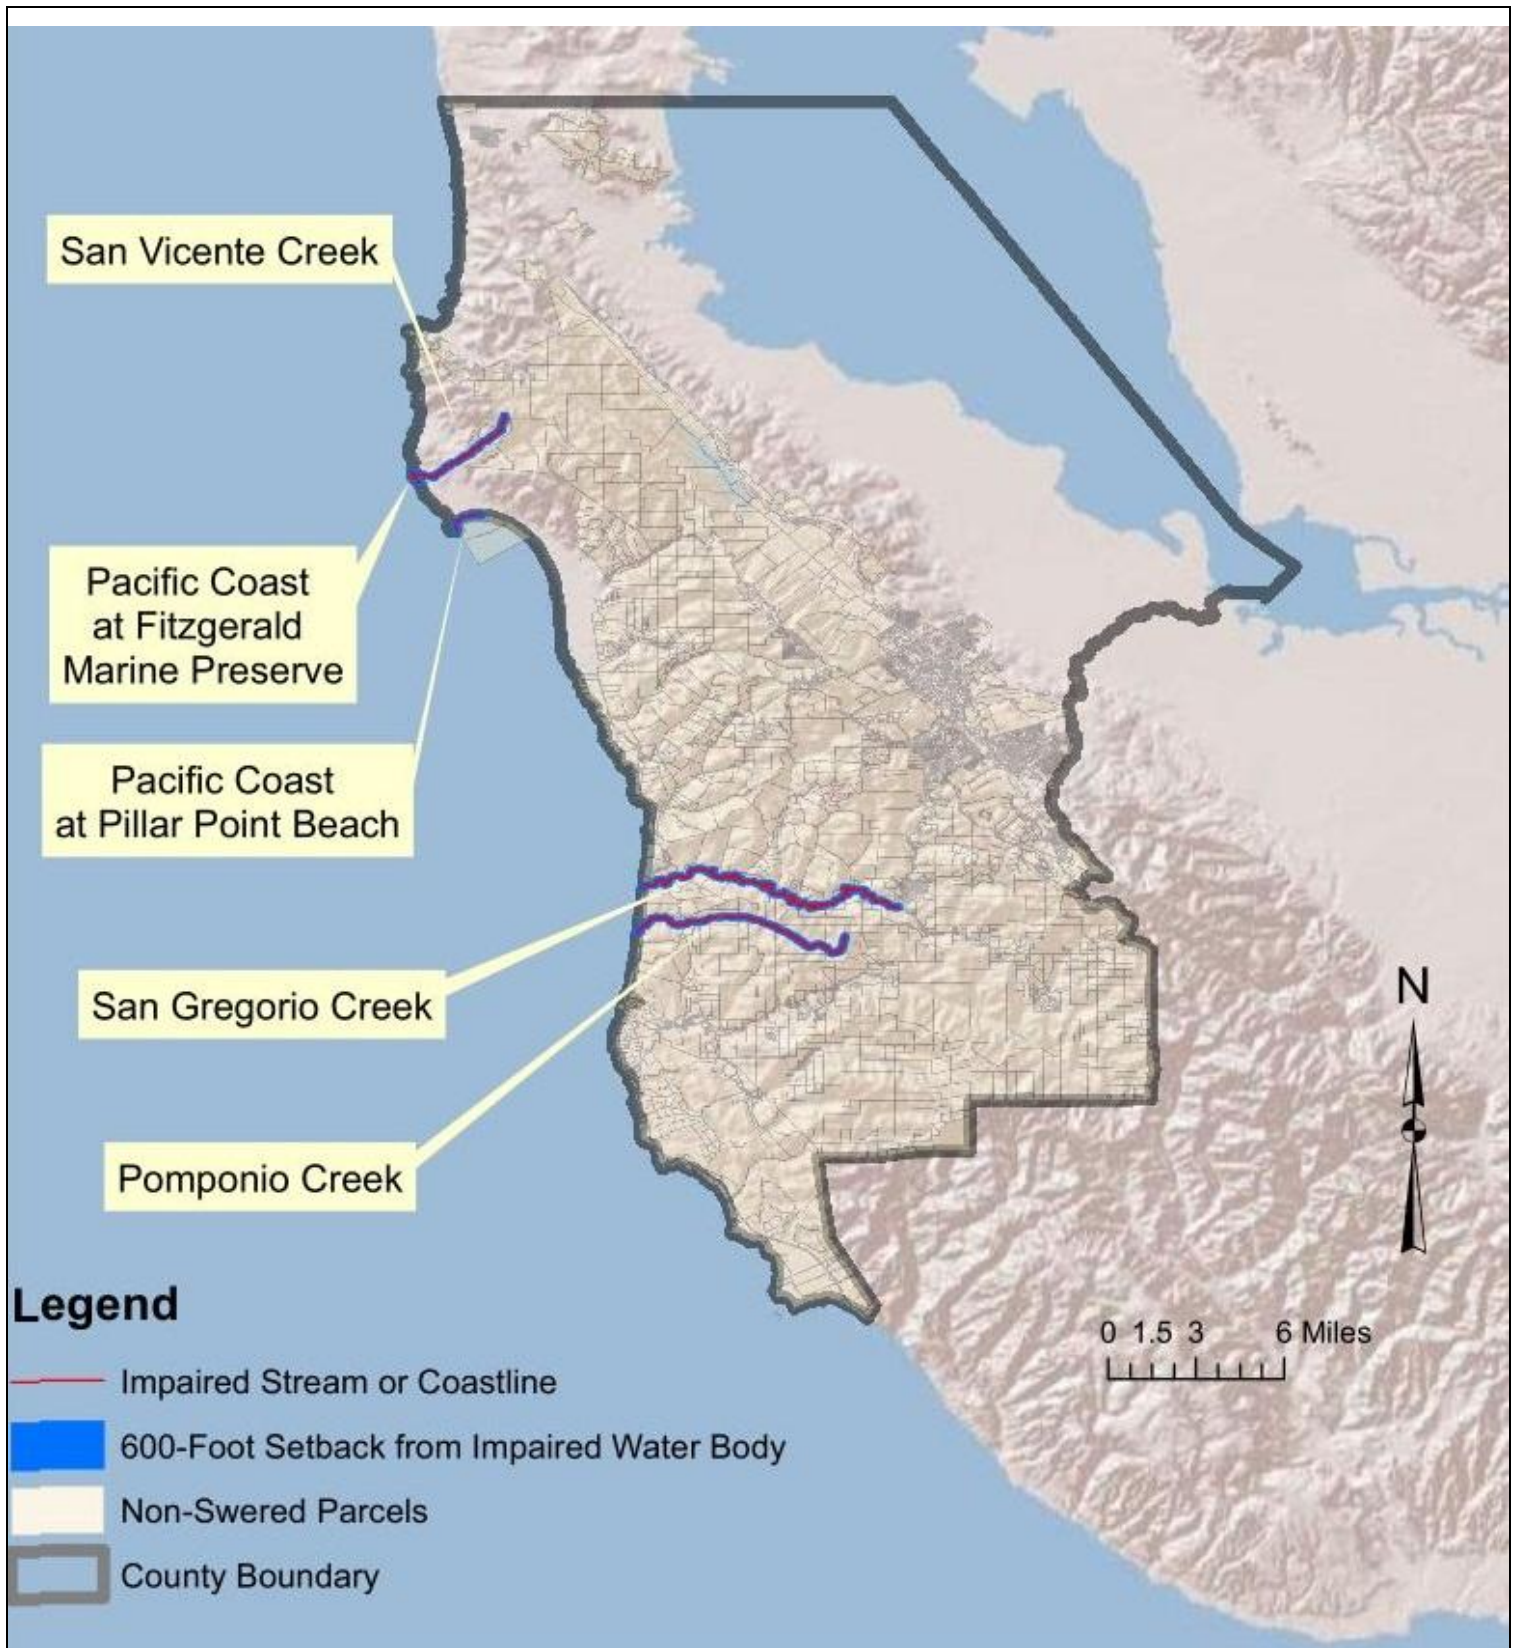 San Vicente Creek
Pacific Coast
at Fitzgerald
Marine Preserve
Pacific Coast
at Pillar Point Beach
San Gregorio Creek
Pomponio Creek
N
0 1.5 3 6 Miles
Legend
Impaired Stream or Coastline
600-Foot Setback from Impaired Water Body
Non-Swered Parcels
County Boundary